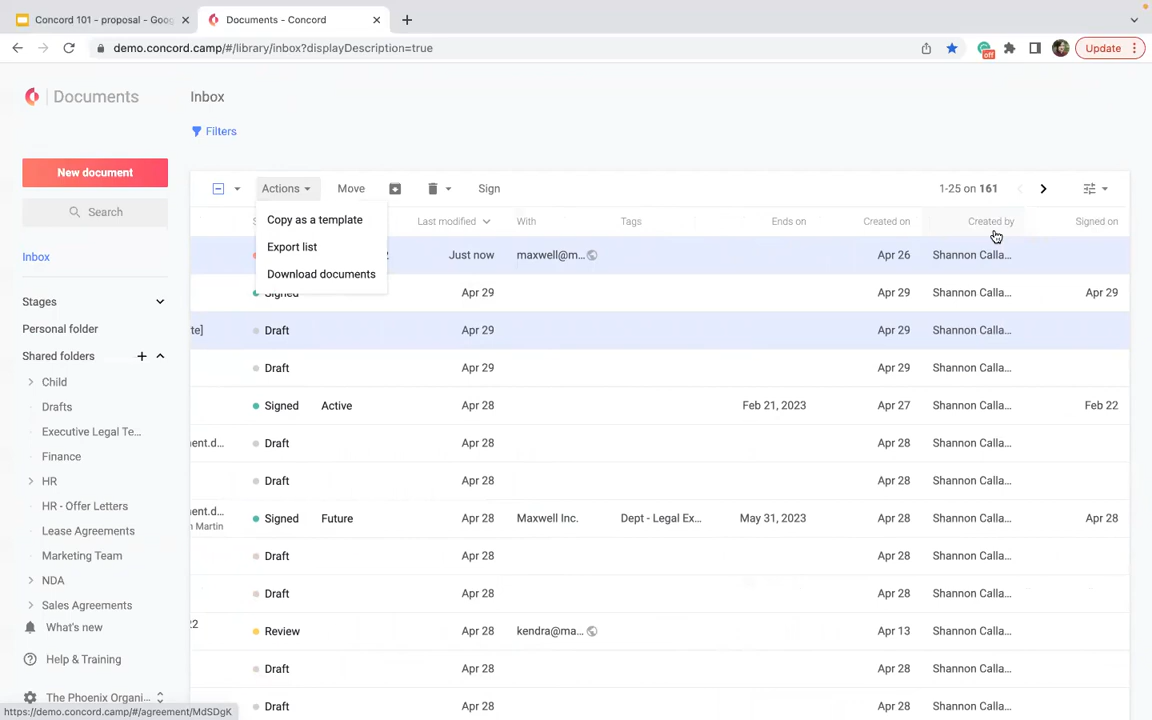 Concord 101 - proposal - Goog
Documents - Concord
demo.concord.camp/#/library/inbox?displayDescription=true
off
Update
Documents
Inbox
Filters
New document
Search
Actions
Move
Sign
1-25 on 161
Last modified
With
Tags
Ends on
Created on
Created by
Signed on
Copy as a template
Export list
Download documents
Just now maxwell@m... Apr 26 Shannon Calla...
Signed Apr 29 Apr 29 Shannon Calla... Apr 29
te] Draft Apr 29 Apr 29 Shannon Calla...
Draft Apr 29 Apr 29 Shannon Calla...
Signed Active Apr 28 Feb 21, 2023 Apr 27 Shannon Calla... Feb 22
ent.d... Draft Apr 28 Apr 28 Shannon Calla...
Draft Apr 28 Apr 28 Shannon Calla...
ent.d... Signed Future Apr 28 Maxwell Inc. Dept - Legal Ex... May 31, 2023 Apr 28 Shannon Calla... Apr 28
n Martin
Draft Apr 28 Apr 28 Shannon Calla...
Draft Apr 28 Apr 28 Shannon Calla...
22 Review Apr 28 kendra@ma... Apr 13 Shannon Calla...
Draft Apr 28 Apr 28 Shannon Calla...
Draft Apr 28 Apr 28 Shannon Calla...
Inbox
Stages
Personal folder
Shared folders
Child
Drafts
Executive Legal Te...
Finance
HR
HR - Offer Letters
Lease Agreements
Marketing Team
NDA
Sales Agreements
What's new
Help & Training
The Phoenix Organi...
https://demo.concord.camp/#/agreement/MdSDgK